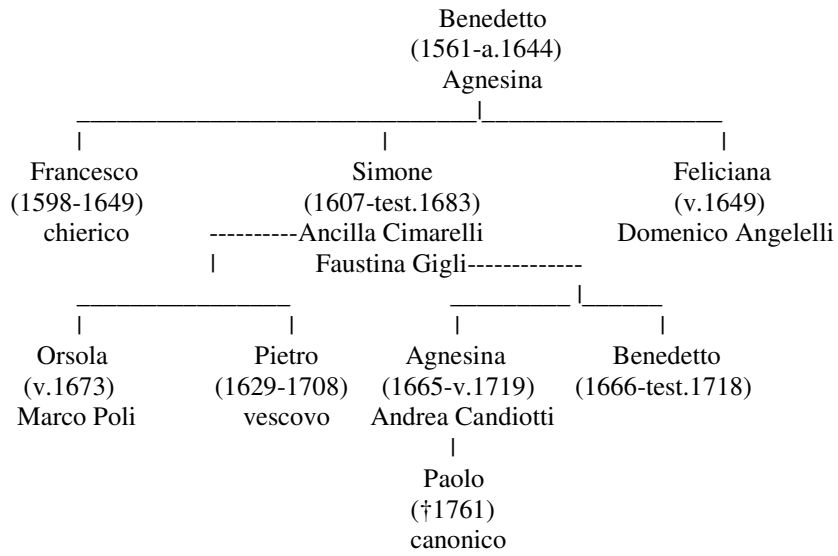 Benedetto
(1561-a.1644)
Agnesina
Francesco Simone Feliciana
(1598-1649) (1607-test.1683) (v.1649)
chierico ----------Ancilla Cimarelli Domenico Angelelli
Faustina Gigli-------------
Orsola Pietro Agnesina Benedetto
(v.1673) (1629-1708) (1665-v.1719) (1666-test.1718)
Marco Poli vescovo Andrea Candiotti
Paolo
(†1761)
canonico